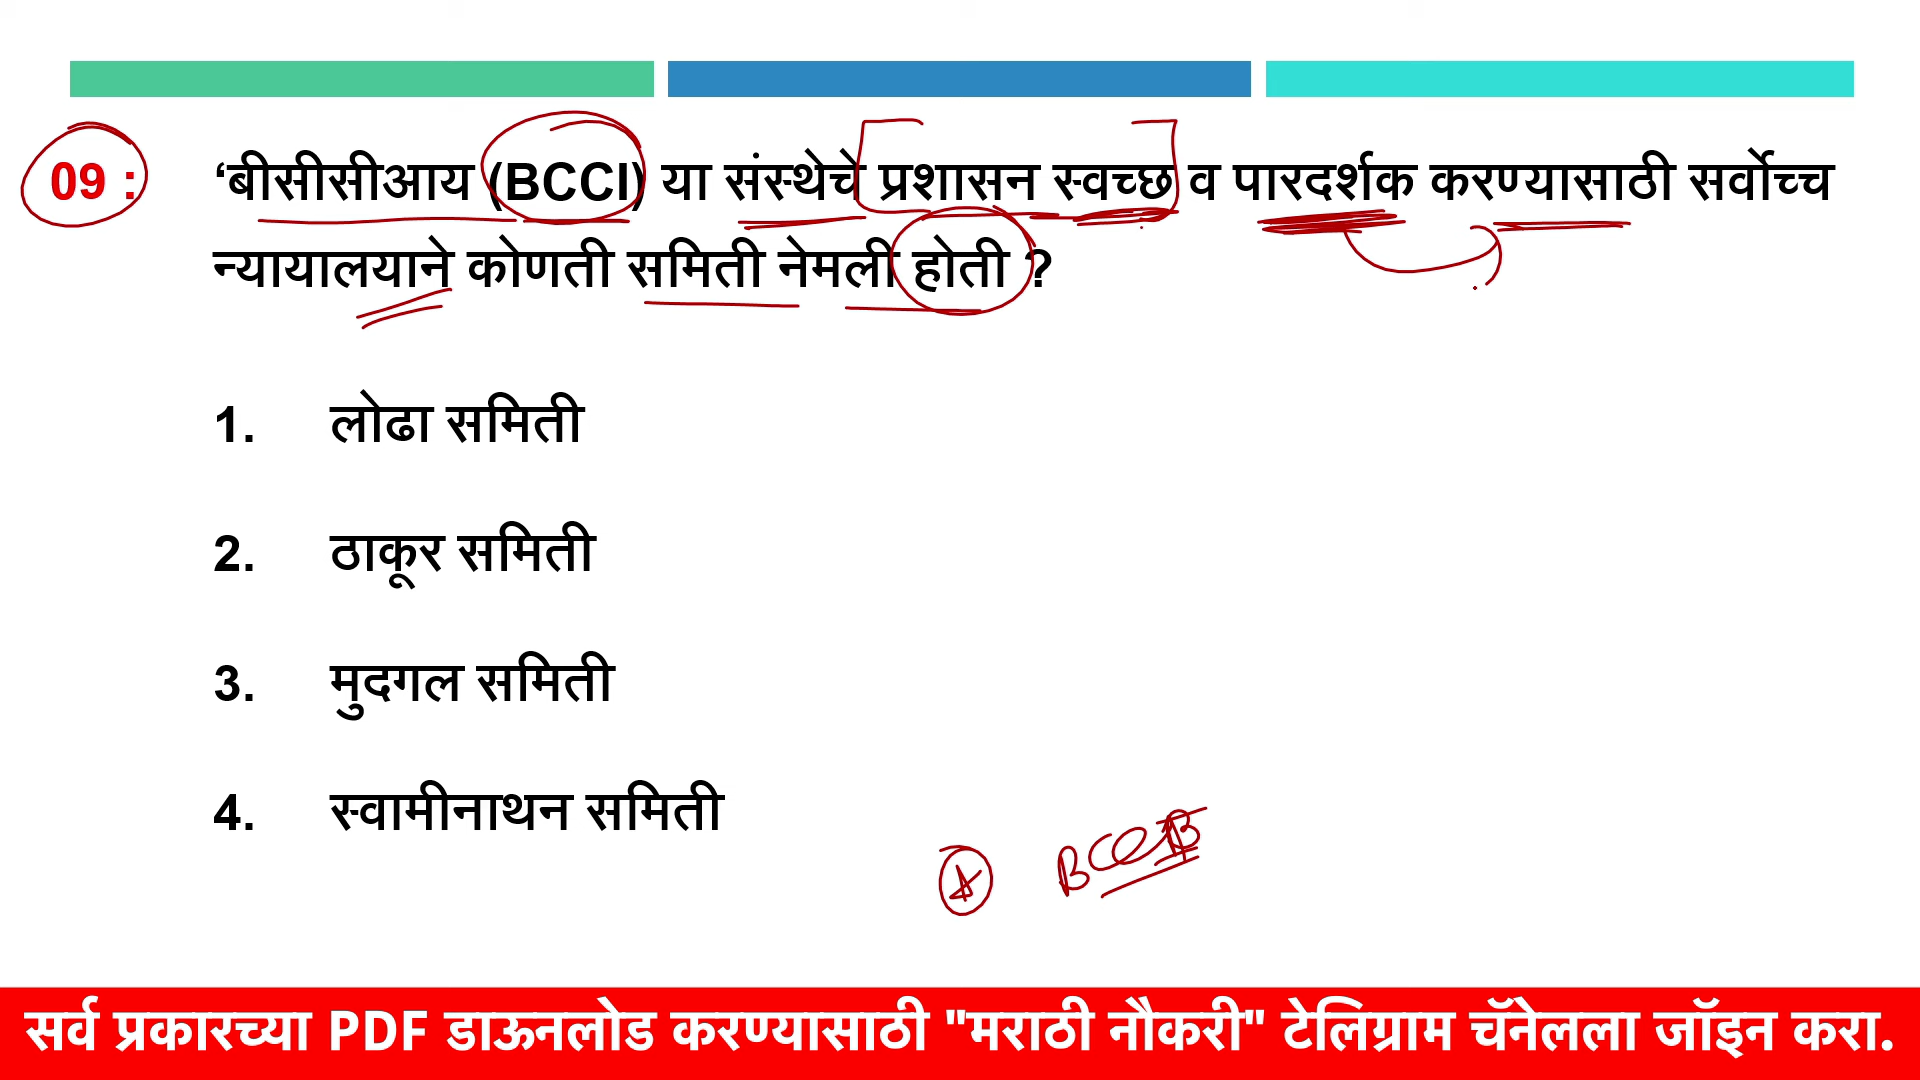 09 : ‘बीसीसीआय (BCCI) या संस्थेचे प्रशासन स्वच्छ व पारदर्शक करण्यासाठी सर्वोच्च
न्यायालयाने कोणती समिती नेमली होती ?
1. लोढा समिती
2. ठाकूर समिती
3. मुदगल समिती
4. स्वामीनाथन समिती
सर्व प्रकारच्या PDF डाऊनलोड करण्यासाठी "मराठी नौकरी" टेलिग्राम चॅनेलला जॉइन करा.